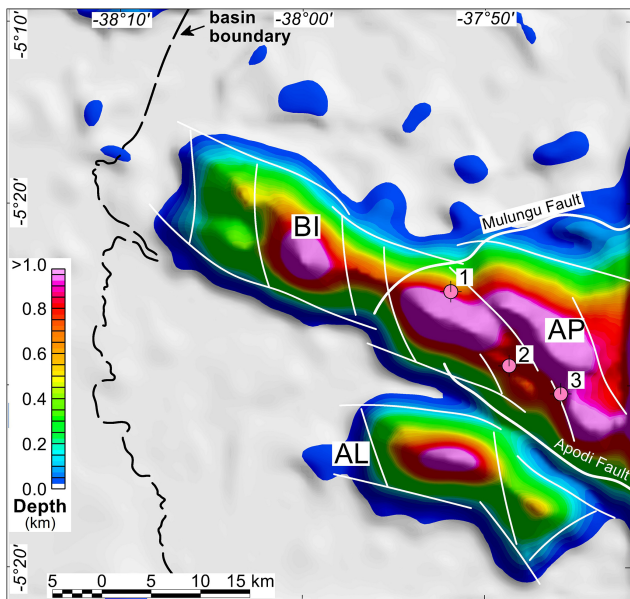 -5°10'
-38°10'
-38°00'
-37°50'
basin
boundary
-5°20'
BI
Mulungu Fault
>1.0
0.8
0.6
0.4
0.2
0.0
Depth
(km)
1
AP
2
3
AL
Apodi Fault
-5°20'
5 0 5 10 15 km